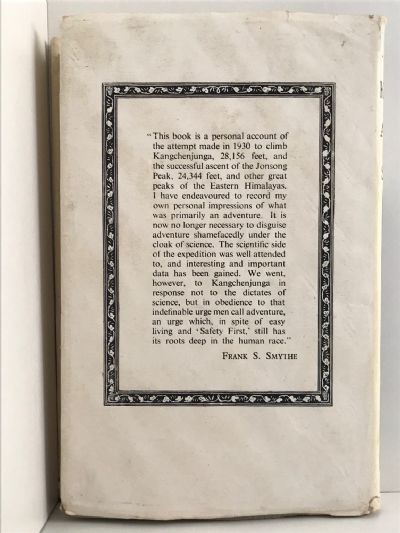 “This book is a personal account of
the attempt made in 1930 to climb
Kangchenjunga, 28,156 feet, and
the successful ascent of the Jonsong
Peak, 24,344 feet, and other great
peaks of the Eastern Himalayas.
I have endeavoured to record my
own personal impressions of what
was primarily an adventure. It is
now no longer necessary to disguise
adventure shamefacedly under the
cloak of science. The scientific side
of the expedition was well attended
to, and interesting and important
data has been gained. We went,
however, to Kangchenjunga in
response not to the dictates of
science, but in obedience to that
indefinable urge men call adventure,
an urge which, in spite of easy
living and ‘Safety First,’ still has
its roots deep in the human race.”
FRANK S. SMYTHE